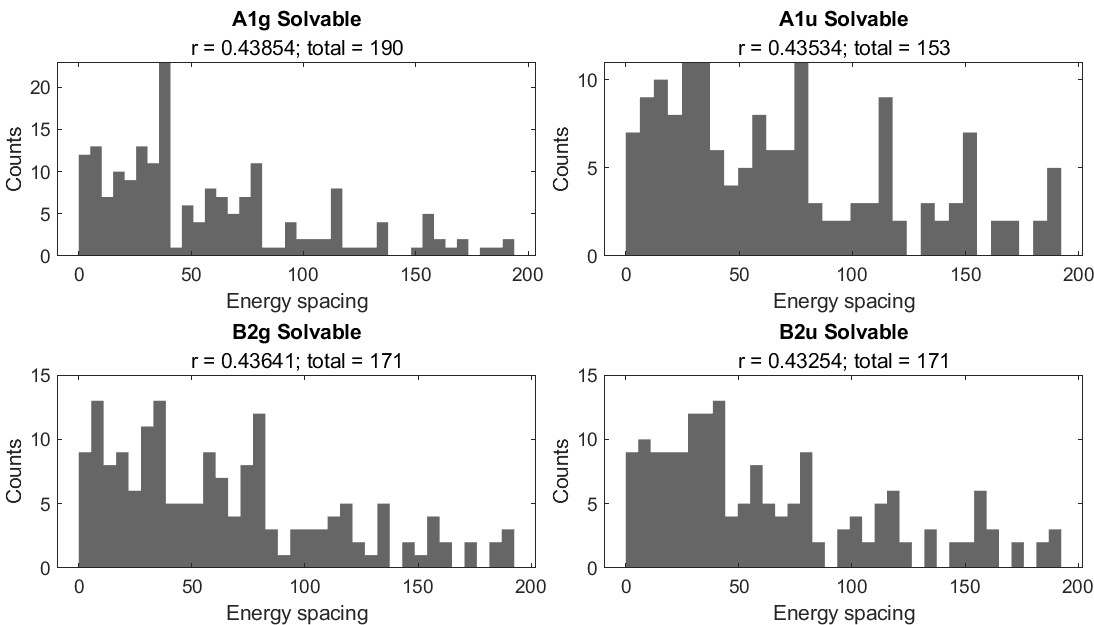 A1g Solvable
r = 0.43854; total = 190
20
15
10
5
0
Counts
0 50 100 150 200
Energy spacing
A1u Solvable
r = 0.43534; total = 153
10
5
0
Counts
0 50 100 150 200
Energy spacing
B2g Solvable
r = 0.43641; total = 171
15
10
5
0
Counts
0 50 100 150 200
Energy spacing
B2u Solvable
r = 0.43254; total = 171
15
10
5
0
Counts
0 50 100 150 200
Energy spacing